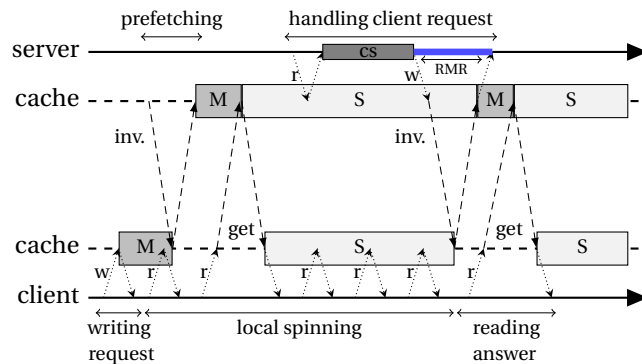 prefetching
handling client request
server
cs
r
w
RMR
cache
M
S
M
S
inv.
inv.
get
get
cache
M
S
S
w
r
r
r
r
r
r
client
writing
request
local spinning
reading
answer